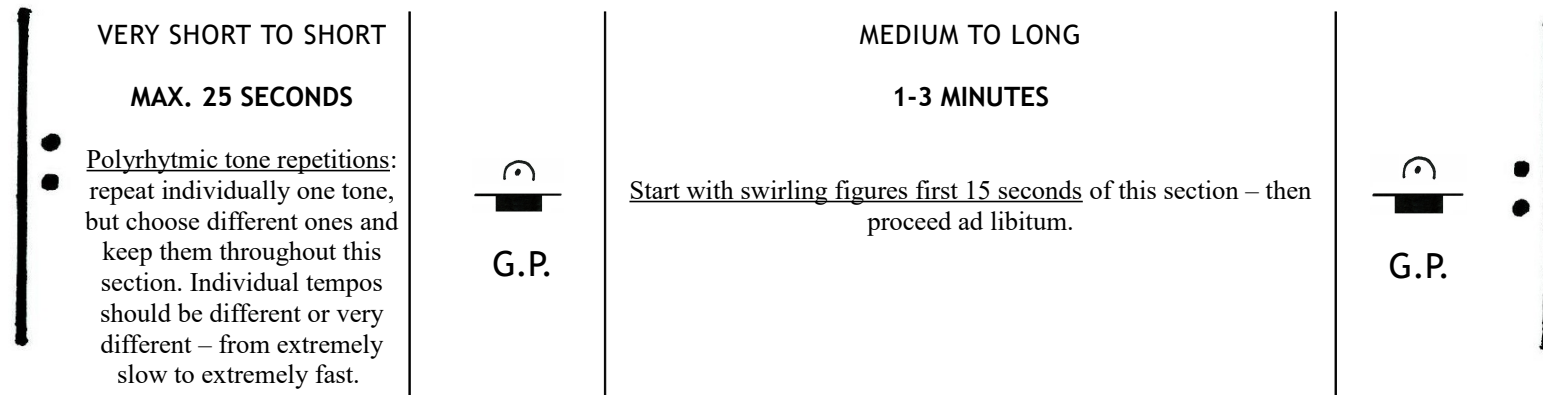 VERY SHORT TO SHORT
MAX. 25 SECONDS
Polyrhytmic tone repetitions:
repeat individually one tone,
but choose different ones and
keep them throughout this
section. Individual tempos
should be different or very
different – from extremely
slow to extremely fast.
G.P.
MEDIUM TO LONG
1-3 MINUTES
Start with swirling figures first 15 seconds of this section – then
proceed ad libitum.
G.P.